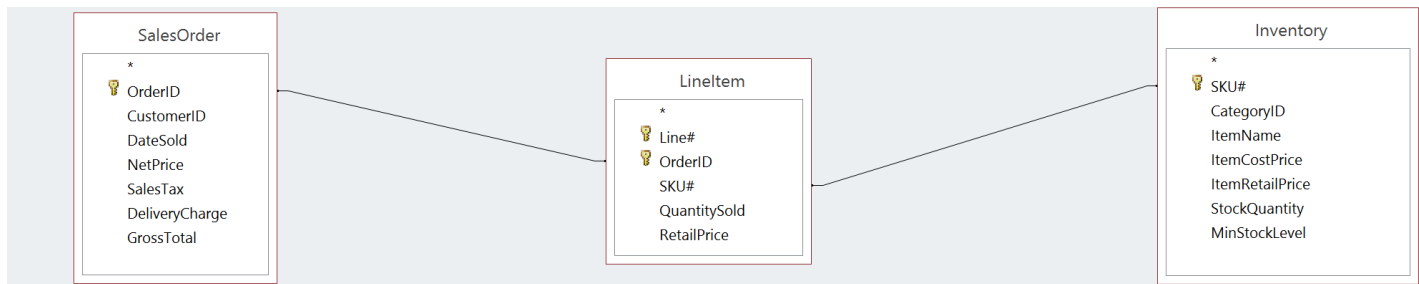 SalesOrder
*
OrderID
CustomerID
DateSold
NetPrice
SalesTax
DeliveryCharge
GrossTotal
LineItem
*
Line#
OrderID
SKU#
QuantitySold
RetailPrice
Inventory
*
SKU#
CategoryID
ItemName
ItemCostPrice
ItemRetailPrice
StockQuantity
MinStockLevel